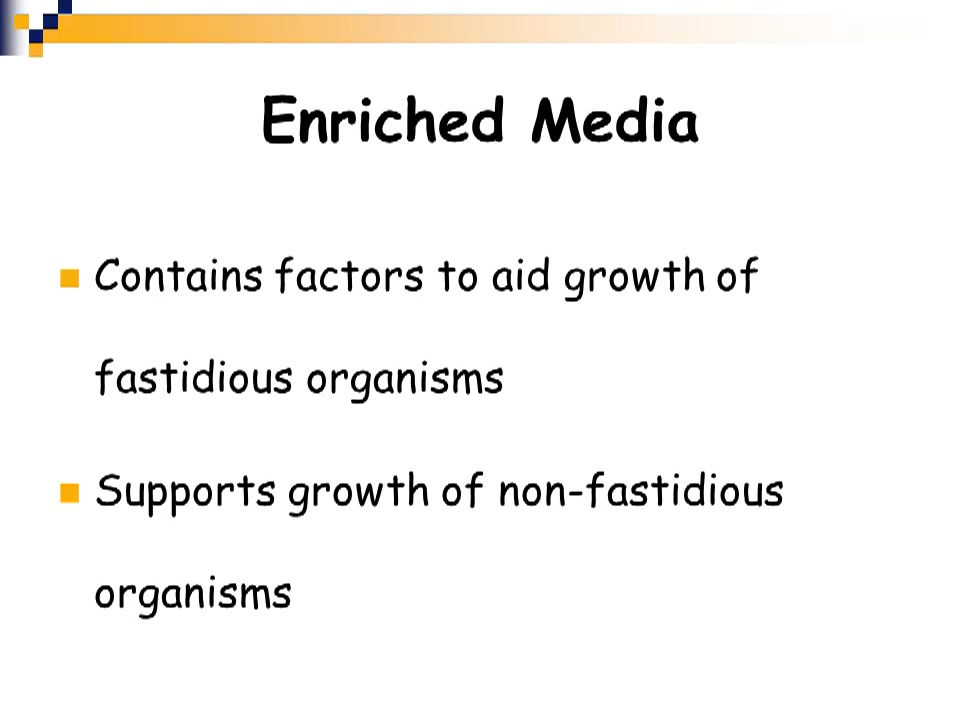 Enriched Media
Contains factors to aid growth of
fastidious organisms
Supports growth of non-fastidious
organisms